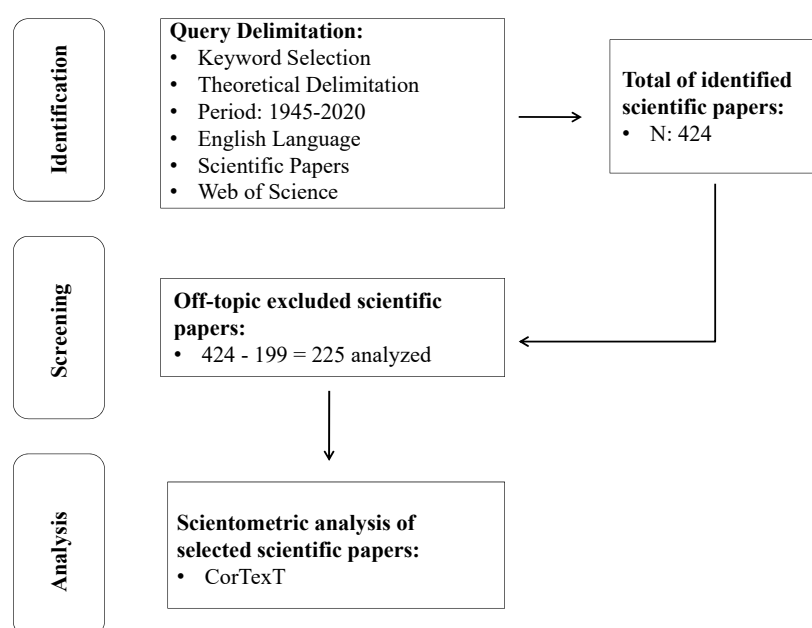 Identification
Query Delimitation:
• Keyword Selection
• Theoretical Delimitation
• Period: 1945-2020
• English Language
• Scientific Papers
• Web of Science
Total of identified
scientific papers:
• N: 424
Screening
Off-topic excluded scientific
papers:
• 424 - 199 = 225 analyzed
Analysis
Scientometric analysis of
selected scientific papers:
• CorTexT